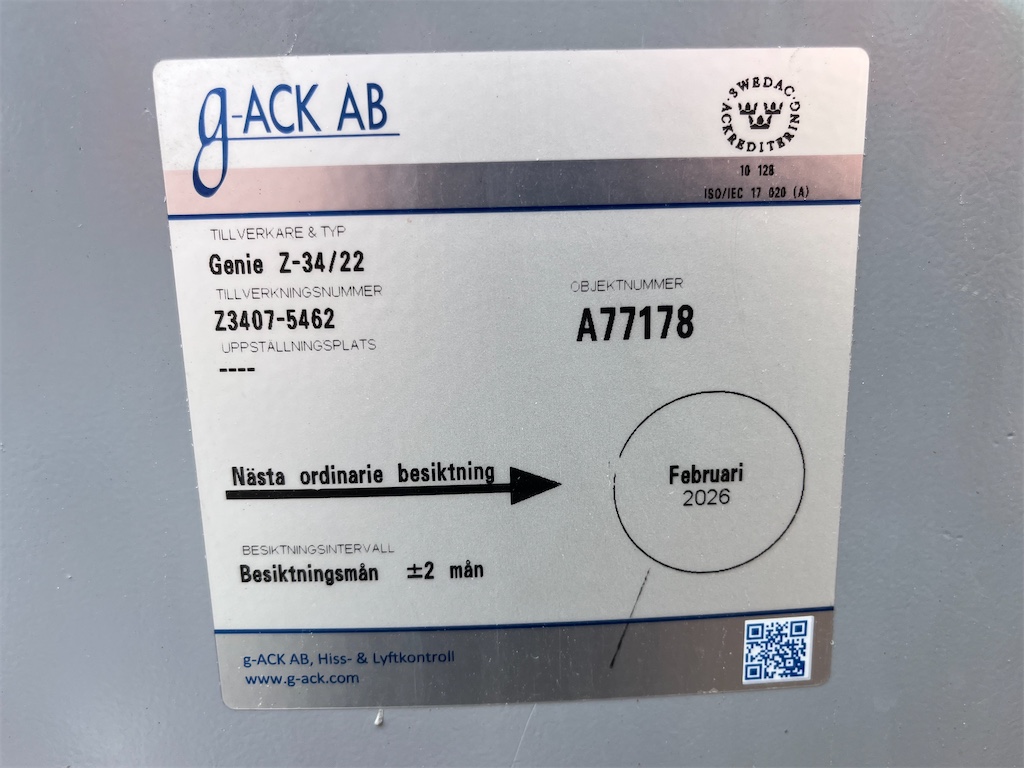 g-ACK AB
SWEDAC
ACKREDITERING
10 128
ISO/IEC 17 020 (A)
TILLVERKARE & TYP
Genie Z-34/22
TILLVERKNINGSNUMMER
Z3407-5462
OBJEKTNUMMER
A77178
UPPSTÄLLNINGSPLATS
----
Nästa ordinarie besiktning
Februari
2026
BESIKTNINGSINTERVALL
Besiktningsmån ±2 mån
g-ACK AB, Hiss- & Lyftkontroll
www.g-ack.com